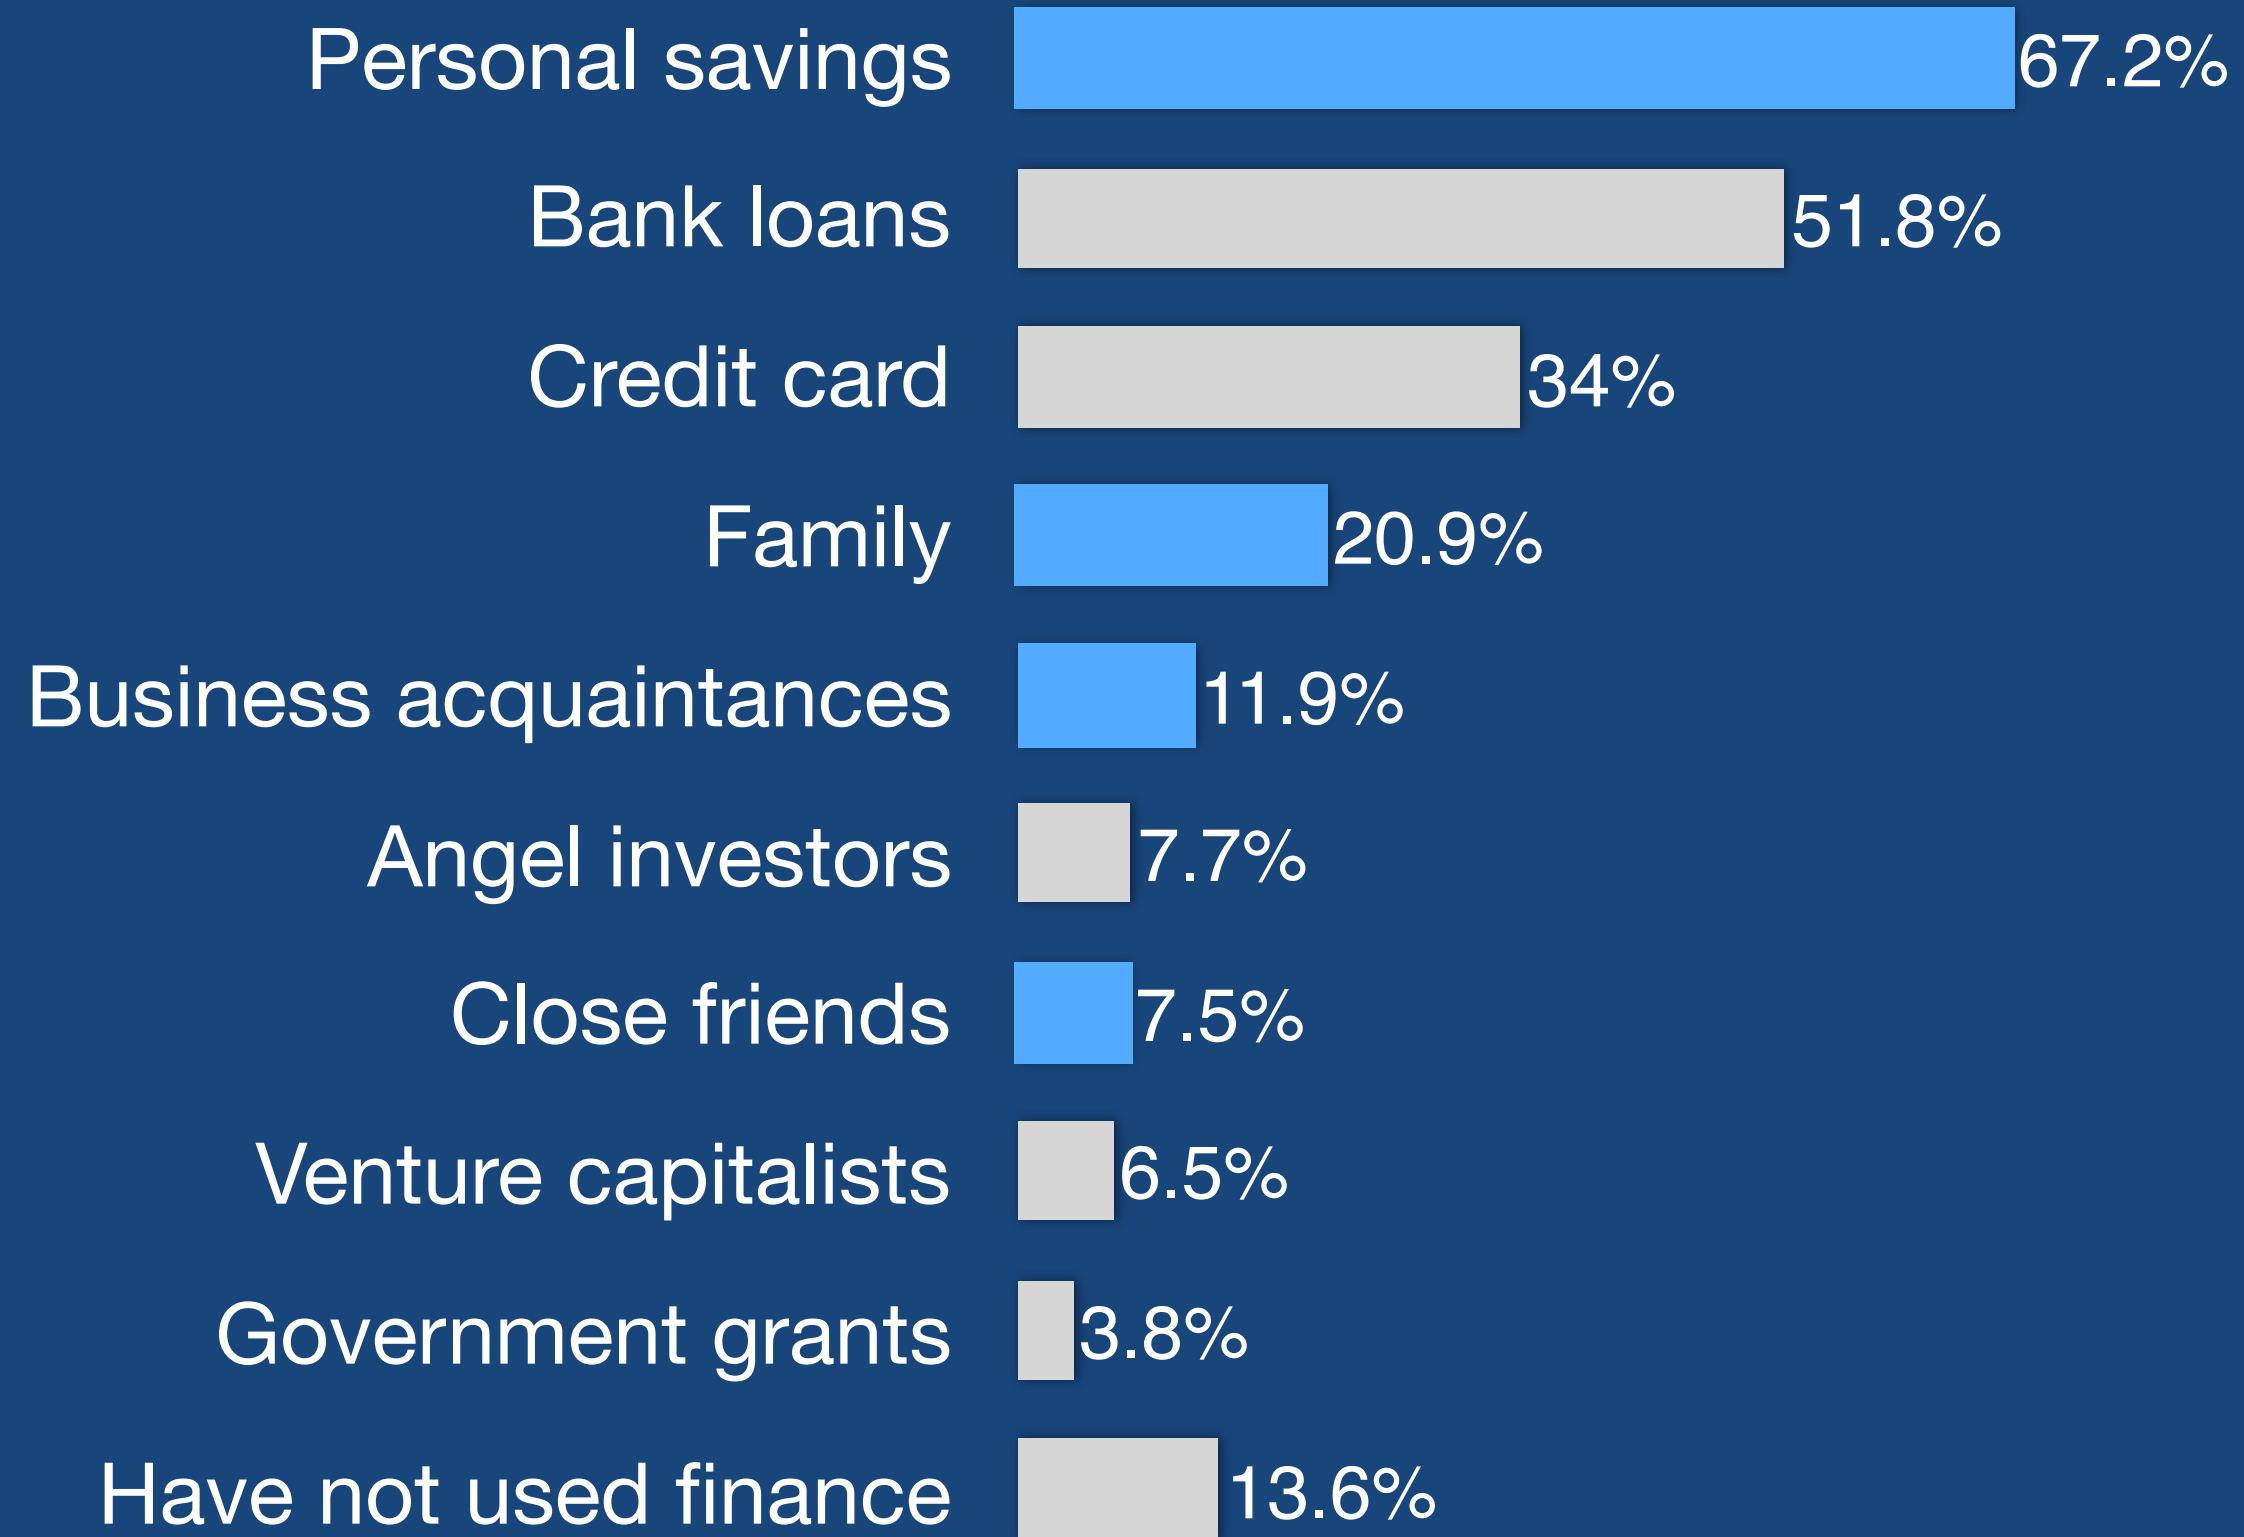 Personal savings 67.2%
Bank loans 51.8%
Credit card 34%
Family 20.9%
Business acquaintances 11.9%
Angel investors 7.7%
Close friends 7.5%
Venture capitalists 6.5%
Government grants 3.8%
Have not used finance 13.6%